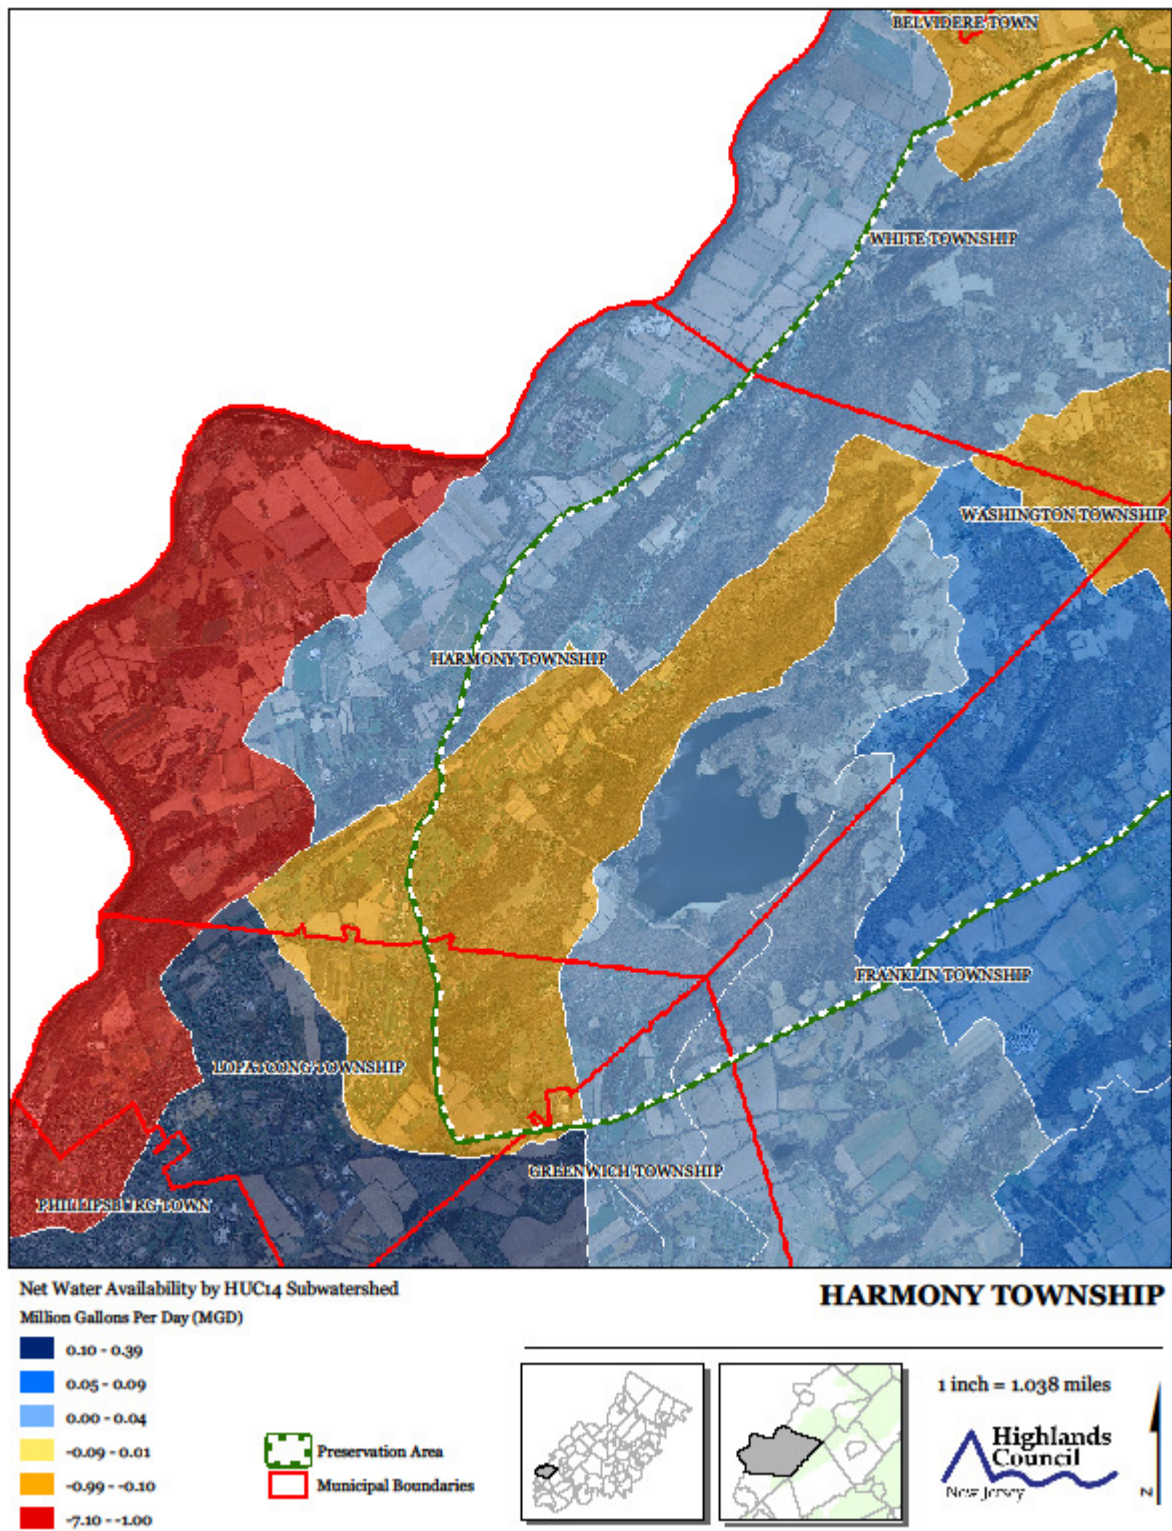 BELVIDERE TOWN
WHITE TOWNSHIP
WASHINGTON TOWNSHIP
HARMONY TOWNSHIP
FRANKLIN TOWNSHIP
LOPATCONG TOWNSHIP
GREENWICH TOWNSHIP
PHILLIPSBURG TOWN
Net Water Availability by HUC14 Subwatershed
HARMONY TOWNSHIP
Million Gallons Per Day (MGD)
0.10 - 0.39
0.05 - 0.09
0.00 - 0.04
-0.09 - 0.01
-0.99 - -0.10
-7.10 - -1.00
Preservation Area
Municipal Boundaries
1 inch = 1.038 miles
Highlands
Council
New Jersey
N